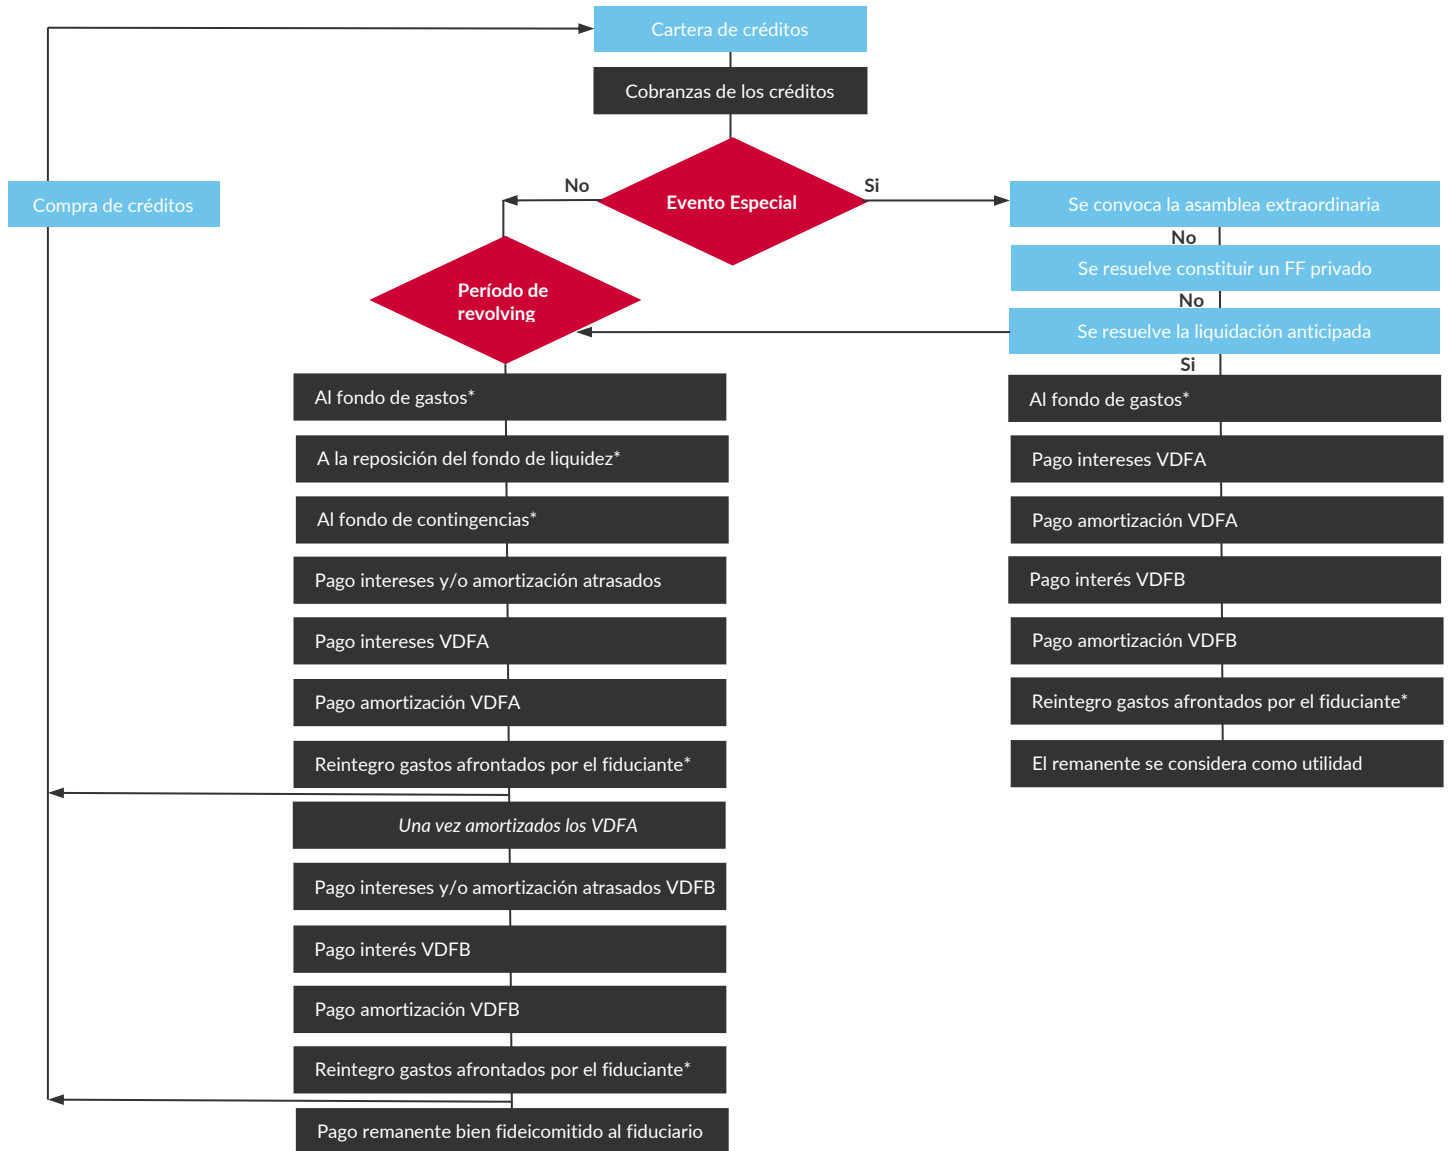 Cartera de créditos
Cobranzas de los créditos
No
Si
Evento Especial
Compra de créditos
Se convoca la asamblea extraordinaria
No
Se resuelve constituir un FF privado
No
Se resuelve la liquidación anticipada
Si
Período de
revolving
Al fondo de gastos*
A la reposición del fondo de liquidez*
Al fondo de contingencias*
Pago intereses y/o amortización atrasados
Pago intereses VDFA
Pago amortización VDFA
Reintegro gastos afrontados por el fiduciante*
Una vez amortizados los VDFA
Pago intereses y/o amortización atrasados VDFB
Pago interés VDFB
Pago amortización VDFB
Reintegro gastos afrontados por el fiduciante*
Pago remanente bien fideicomitido al fiduciario
Al fondo de gastos*
Pago intereses VDFA
Pago amortización VDFA
Pago interés VDFB
Pago amortización VDFB
Reintegro gastos afrontados por el fiduciante*
El remanente se considera como utilidad